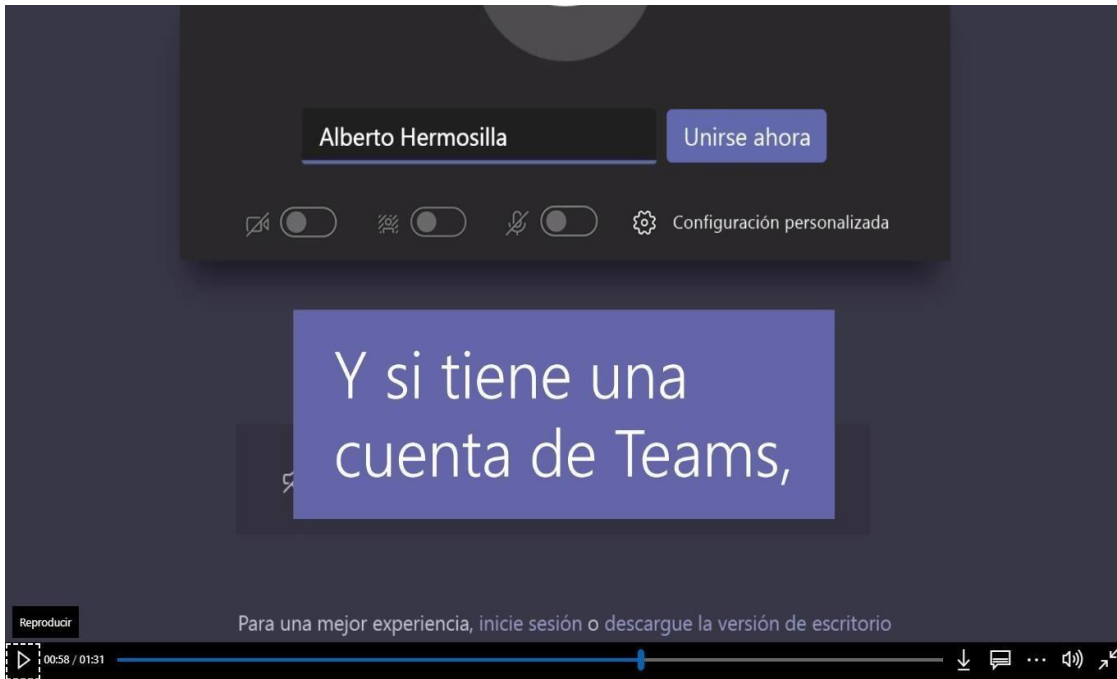 Alberto Hermosilla
Unirse ahora
Configuración personalizada
Y si tiene una
cuenta de Teams,
Para una mejor experiencia, inicie sesión o descargue la versión de escritorio
Reproducir
00:58 / 01:31